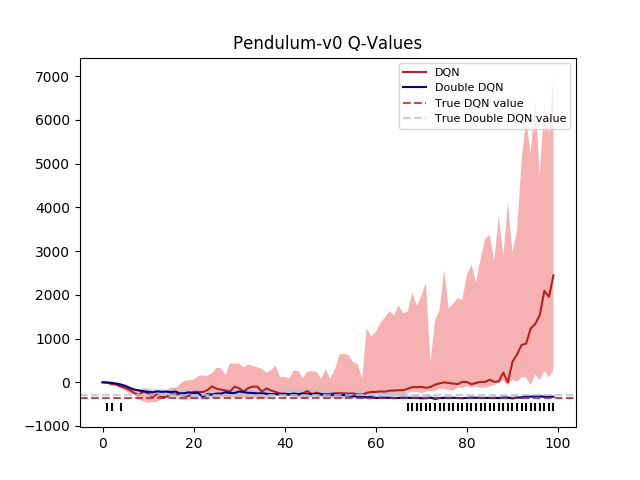 Pendulum-v0 Q-Values
7000
6000
5000
4000
3000
2000
1000
0
−1000
0 20 40 60 80 100
DQN
Double DQN
True DQN value
True Double DQN value